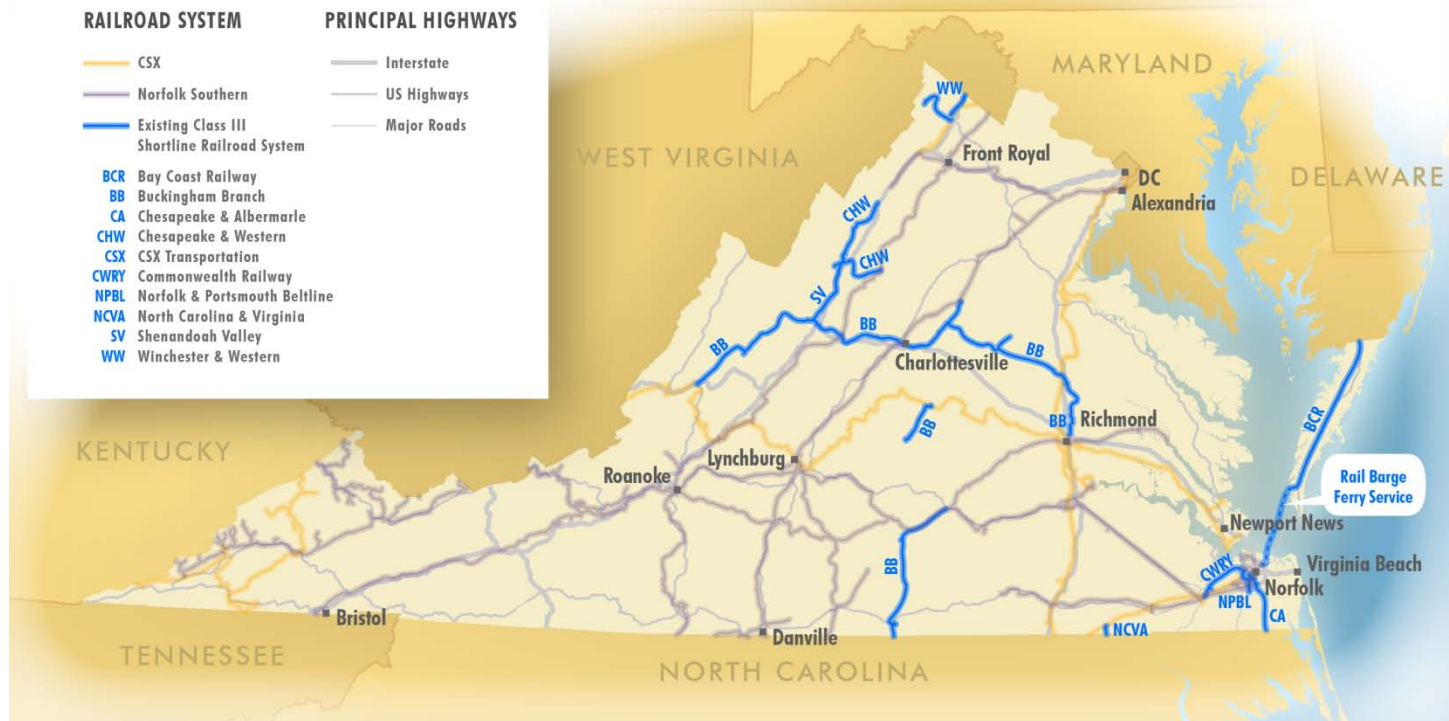 RAILROAD SYSTEM
CSX
Norfolk Southern
Existing Class III
Shortline Railroad System
BCR Bay Coast Railway
BB Buckingham Branch
CA Chesapeake & Albermarle
CHW Chesapeake & Western
CSX CSX Transportation
CWRY Commonwealth Railway
NPBL Norfolk & Portsmouth Beltline
NCVA North Carolina & Virginia
SV Shenandoah Valley
WW Winchester & Western
PRINCIPAL HIGHWAYS
Interstate
US Highways
Major Roads
MARYLAND
WW
WEST VIRGINIA
Front Royal
DC
DELAWARE
Alexandria
CHW
CHW
SV
BB
BB
BB
Charlottesville
BCR
BB
BB
Richmond
KENTUCKY
Lynchburg
Roanoke
Rail Barge
Ferry Service
Newport News
BB
CWRY
Virginia Beach
Norfolk
NPBL
CA
Bristol
Danville
NCVA
TENNESSEE
NORTH CAROLINA